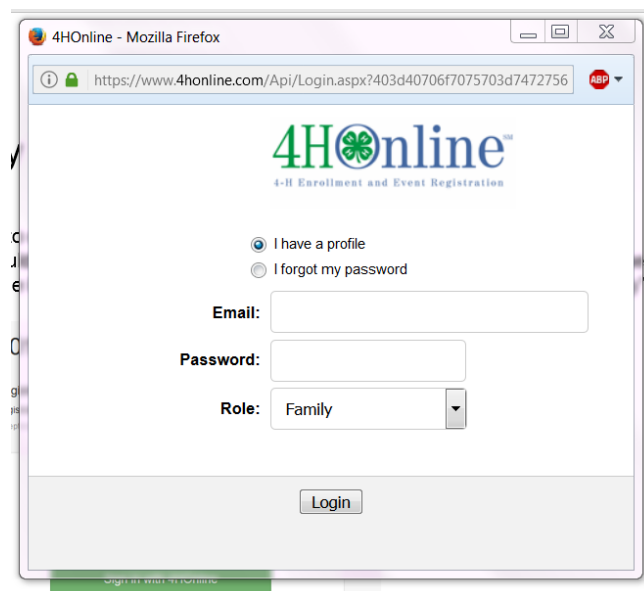 4HOnline - Mozilla Firefox
https://www.4honline.com/Api/Login.aspx?403d40706f7075703d7472756
ABP
4HOnline SM
4-H Enrollment and Event Registration
I have a profile
I forgot my password
Email:
Password:
Role: Family
Login
Sign in with 4HOnline